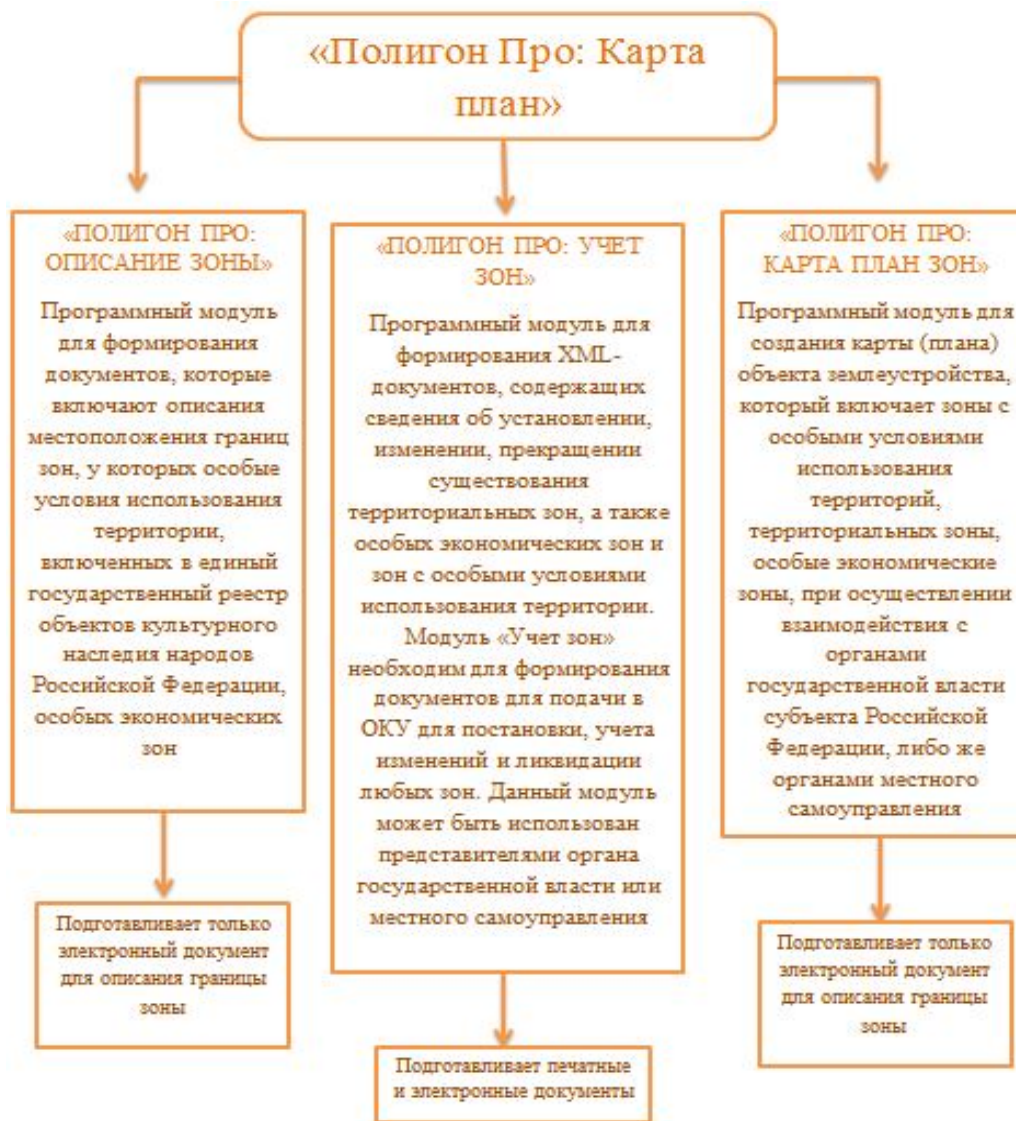 «Полигон Про: Карта
план»
«ПОЛИГОН ПРО:
ОПИСАНИЕ ЗОНЫ»
Программный модуль
для формирования
документов, которые
включают описания
местоположения границ
зон, у которых особые
условия использования
территории,
включенных в единый
государственный реестр
объектов культурного
наследия народов
Российской Федерации,
особых экономических
зон
Подготавливает только
электронный документ
для описания границы
зоны
«ПОЛИГОН ПРО: УЧЕТ
ЗОН»
Программный модуль для
формирования XML-
документов, содержащих
сведения об установлении,
изменении, прекращении
существования
территориальных зон, а также
особых экономических зон и
зон с особыми условиями
использования территории.
Модуль «Учет зон»
необходим для формирования
документов для подачи в
ОКУ для постановки, учета
изменений и ликвидации
любых зон. Данный модуль
может быть использован
представителями органа
государственной власти или
местного самоуправления
Подготавливает печатные
и электронные документы
«ПОЛИГОН ПРО:
КАРТА ПЛАН ЗОН»
Программный модуль для
создания карты (плана)
объекта землеустройства,
который включает зоны с
особыми условиями
использования
территорий,
территориальных зоны,
особые экономические
зоны, при осуществлении
взаимодействия с
органами
государственной власти
субъекта Российской
Федерации, либо же
органами местного
самоуправления
Подготавливает только
электронный документ
для описания границы
зоны